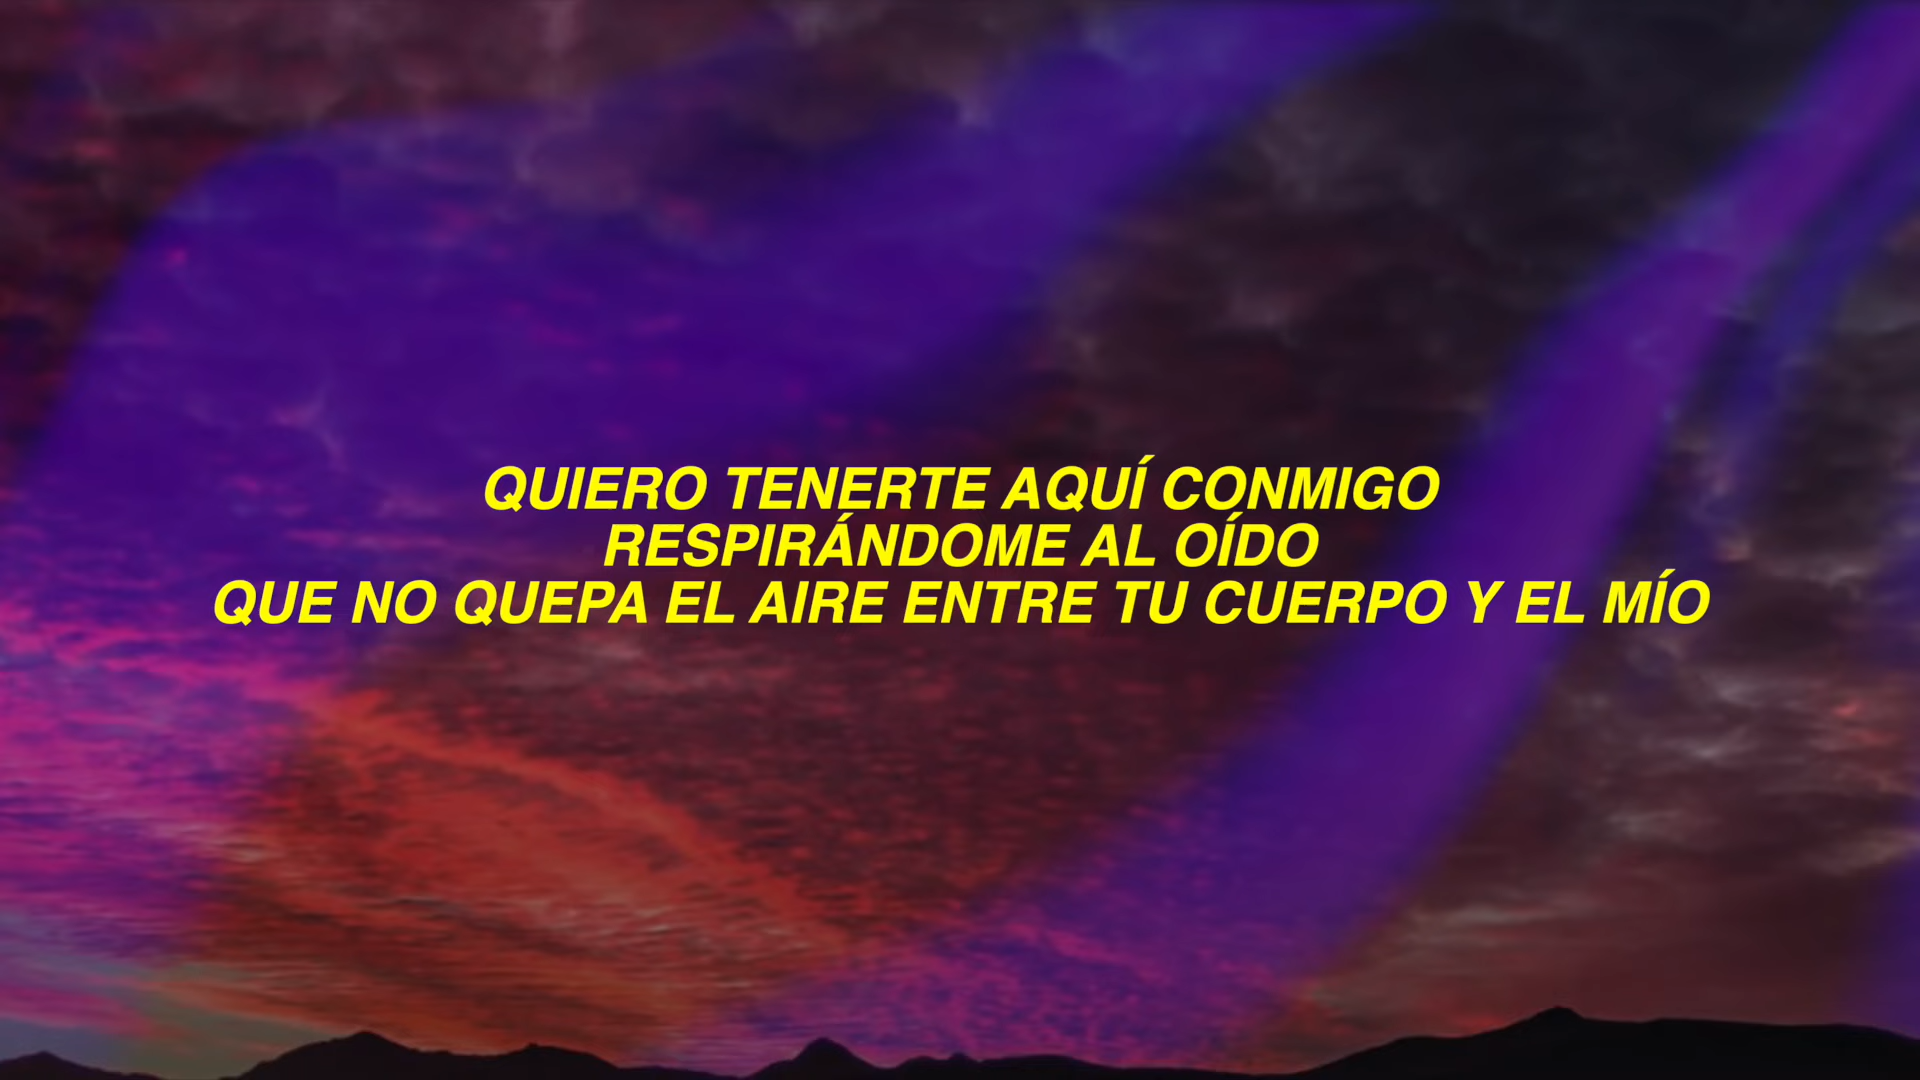 QUIERO TENERTE AQUÍ CONMIGO
RESPIRÁNDOME AL OÍDO
QUE NO QUEPA EL AIRE ENTRE TU CUERPO Y EL MÍO